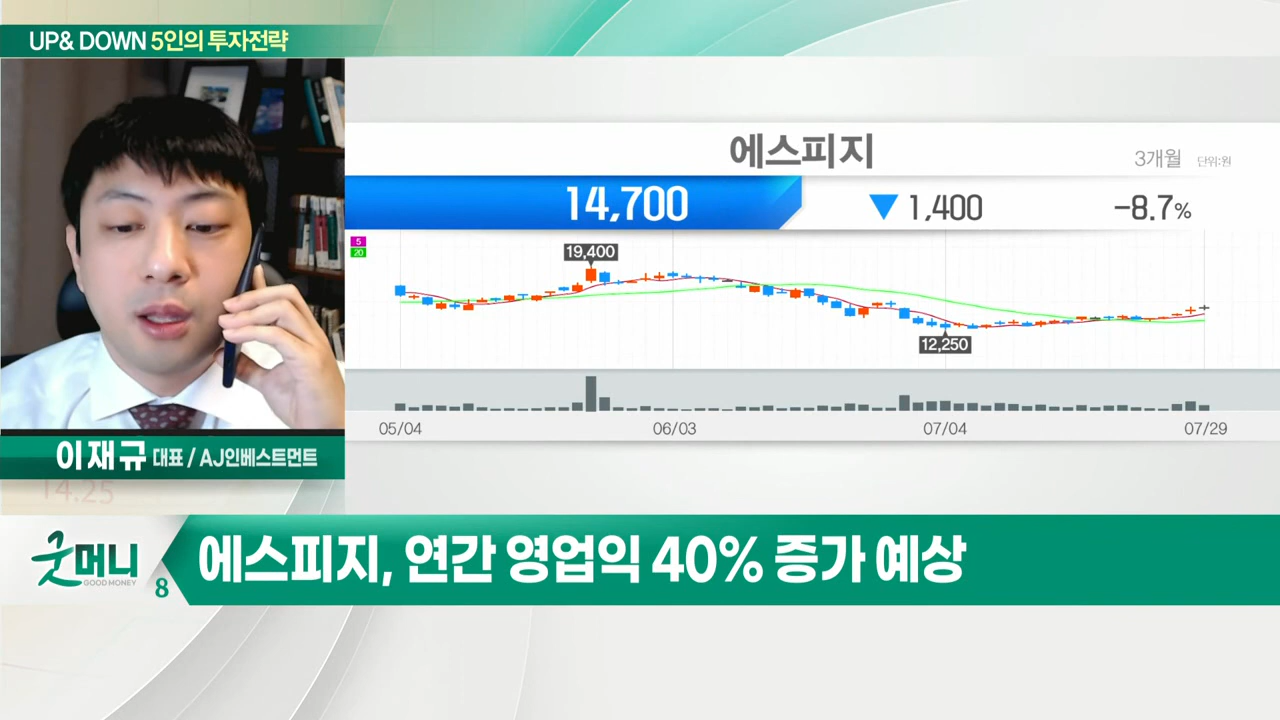 UP& DOWN 5인의 투자전략
에스피지
3개월 단위:원
14,700 ▼ 1,400 -8.7%
5
20
19,400
12,250
05/04 06/03 07/04 07/29
이재규 대표 / AJ인베스트먼트
14.25
굿머니
GOOD MONEY
8
에스피지, 연간 영업익 40% 증가 예상